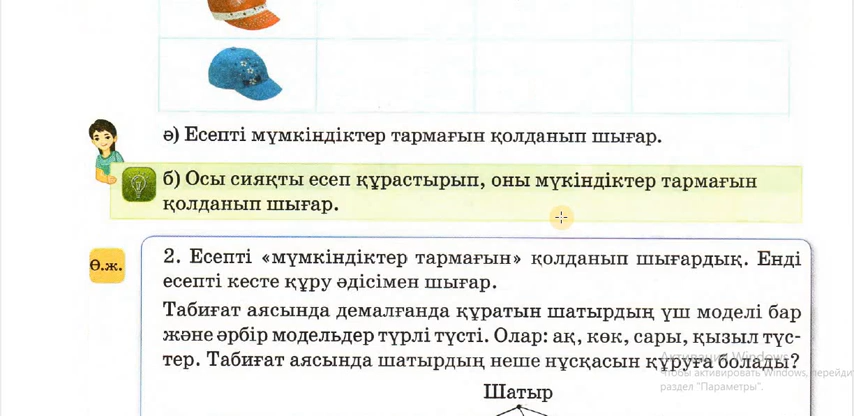 ә) Есепті мүмкіндіктер тармағын қолданып шығар.
б) Осы сияқты есеп құрастырып, оны мүкіндіктер тармағын
қолданып шығар.
Ө.ж.
2. Есепті «мүмкіндіктер тармағын» қолданып шығардық. Енді
есепті кесте құру әдісімен шығар.
Табиғат аясында демалғанда құратын шатырдың үш моделі бар
және әрбір модельдер түрлі түсті. Олар: ақ, көк, сары, қызыл түс-
тер. Табиғат аясында шатырдың неше нұсқасын құруға болады?
Активация Windows
Чтобы активировать Windows, перейди
раздел "Параметры".
Шатыр